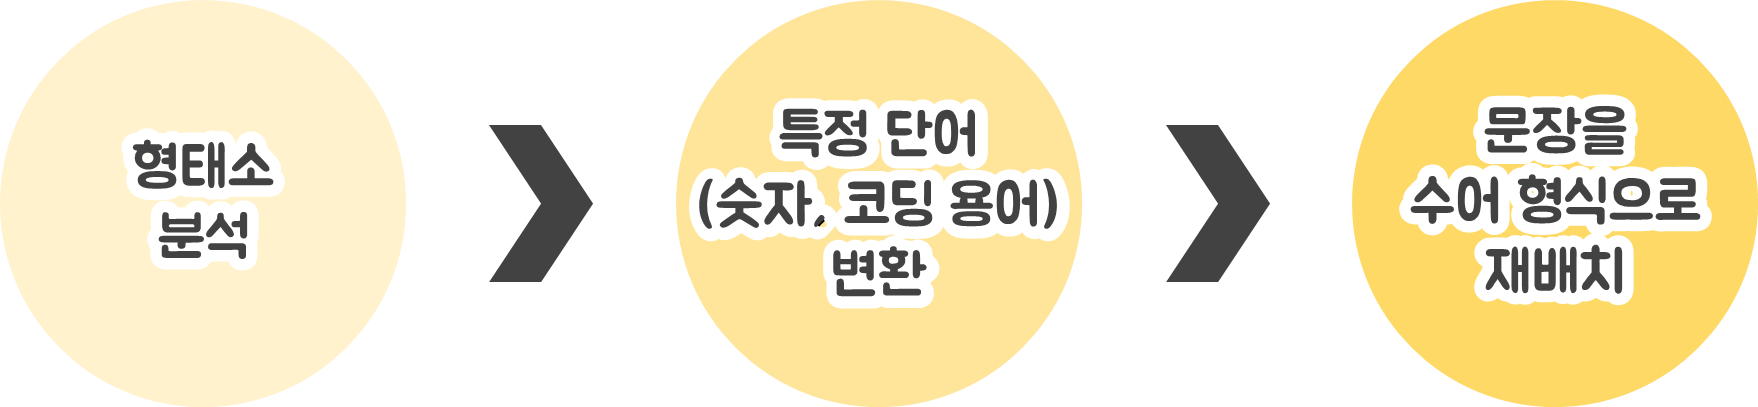 형태소
분석
특정 단어
(숫자, 코딩 용어)
변환
문장을
수어 형식으로
재배치